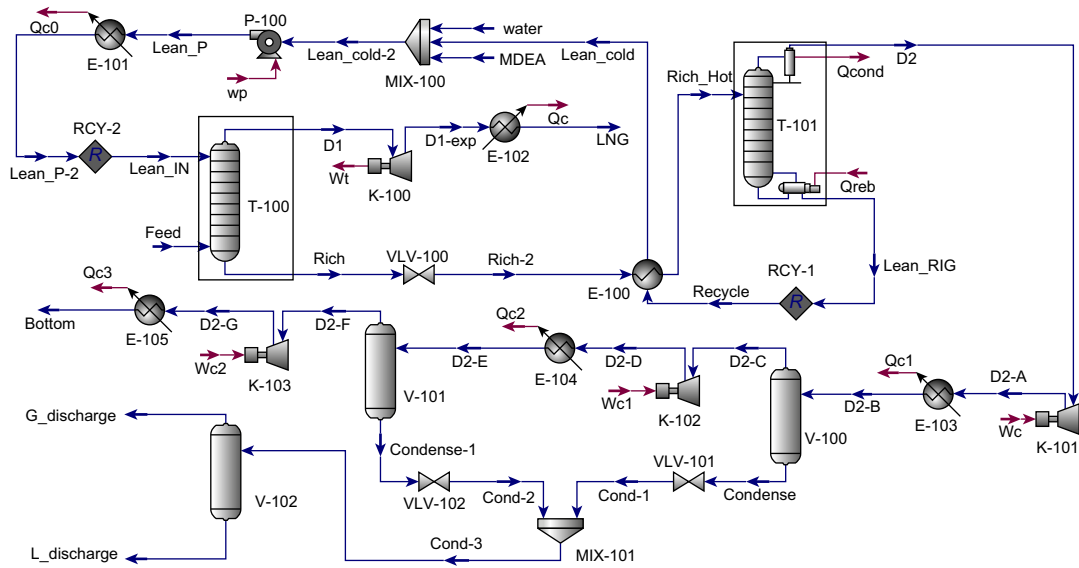 Qc0
E-101
Lean_P
P-100
wp
Lean_cold-2
MIX-100
water
MDEA
Lean_cold
Rich_Hot
D2
Qcond
T-101
Qreb
Lean_RIG
RCY-2
R
Lean_P-2
Lean_IN
T-100
Feed
D1
Wt
K-100
D1-exp
E-102
Qc
LNG
Rich
VLV-100
Rich-2
E-100
Recycle
RCY-1
R
Qc3
Bottom
E-105
D2-G
Wc2
K-103
D2-F
V-101
D2-E
Qc2
E-104
D2-D
Wc1
K-102
D2-C
V-100
D2-B
Qc1
E-103
D2-A
Wc
K-101
G_discharge
V-102
L_discharge
Condense-1
VLV-102
Cond-2
Cond-1
VLV-101
Condense
MIX-101
Cond-3